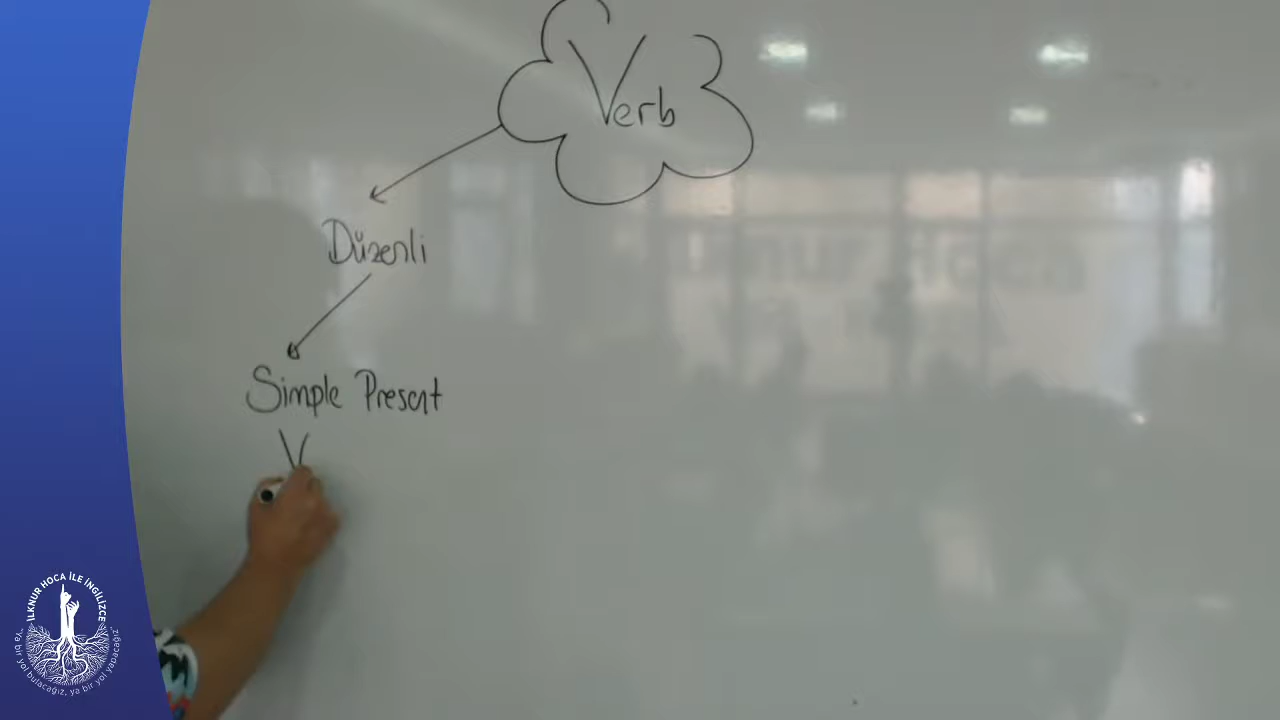 Verb
Düzenli
Simple Present
V
İLKNUR HOCA İLE İNGİLİZCE
"Ya bir yol bulacağız, ya bir yol yapacağız"